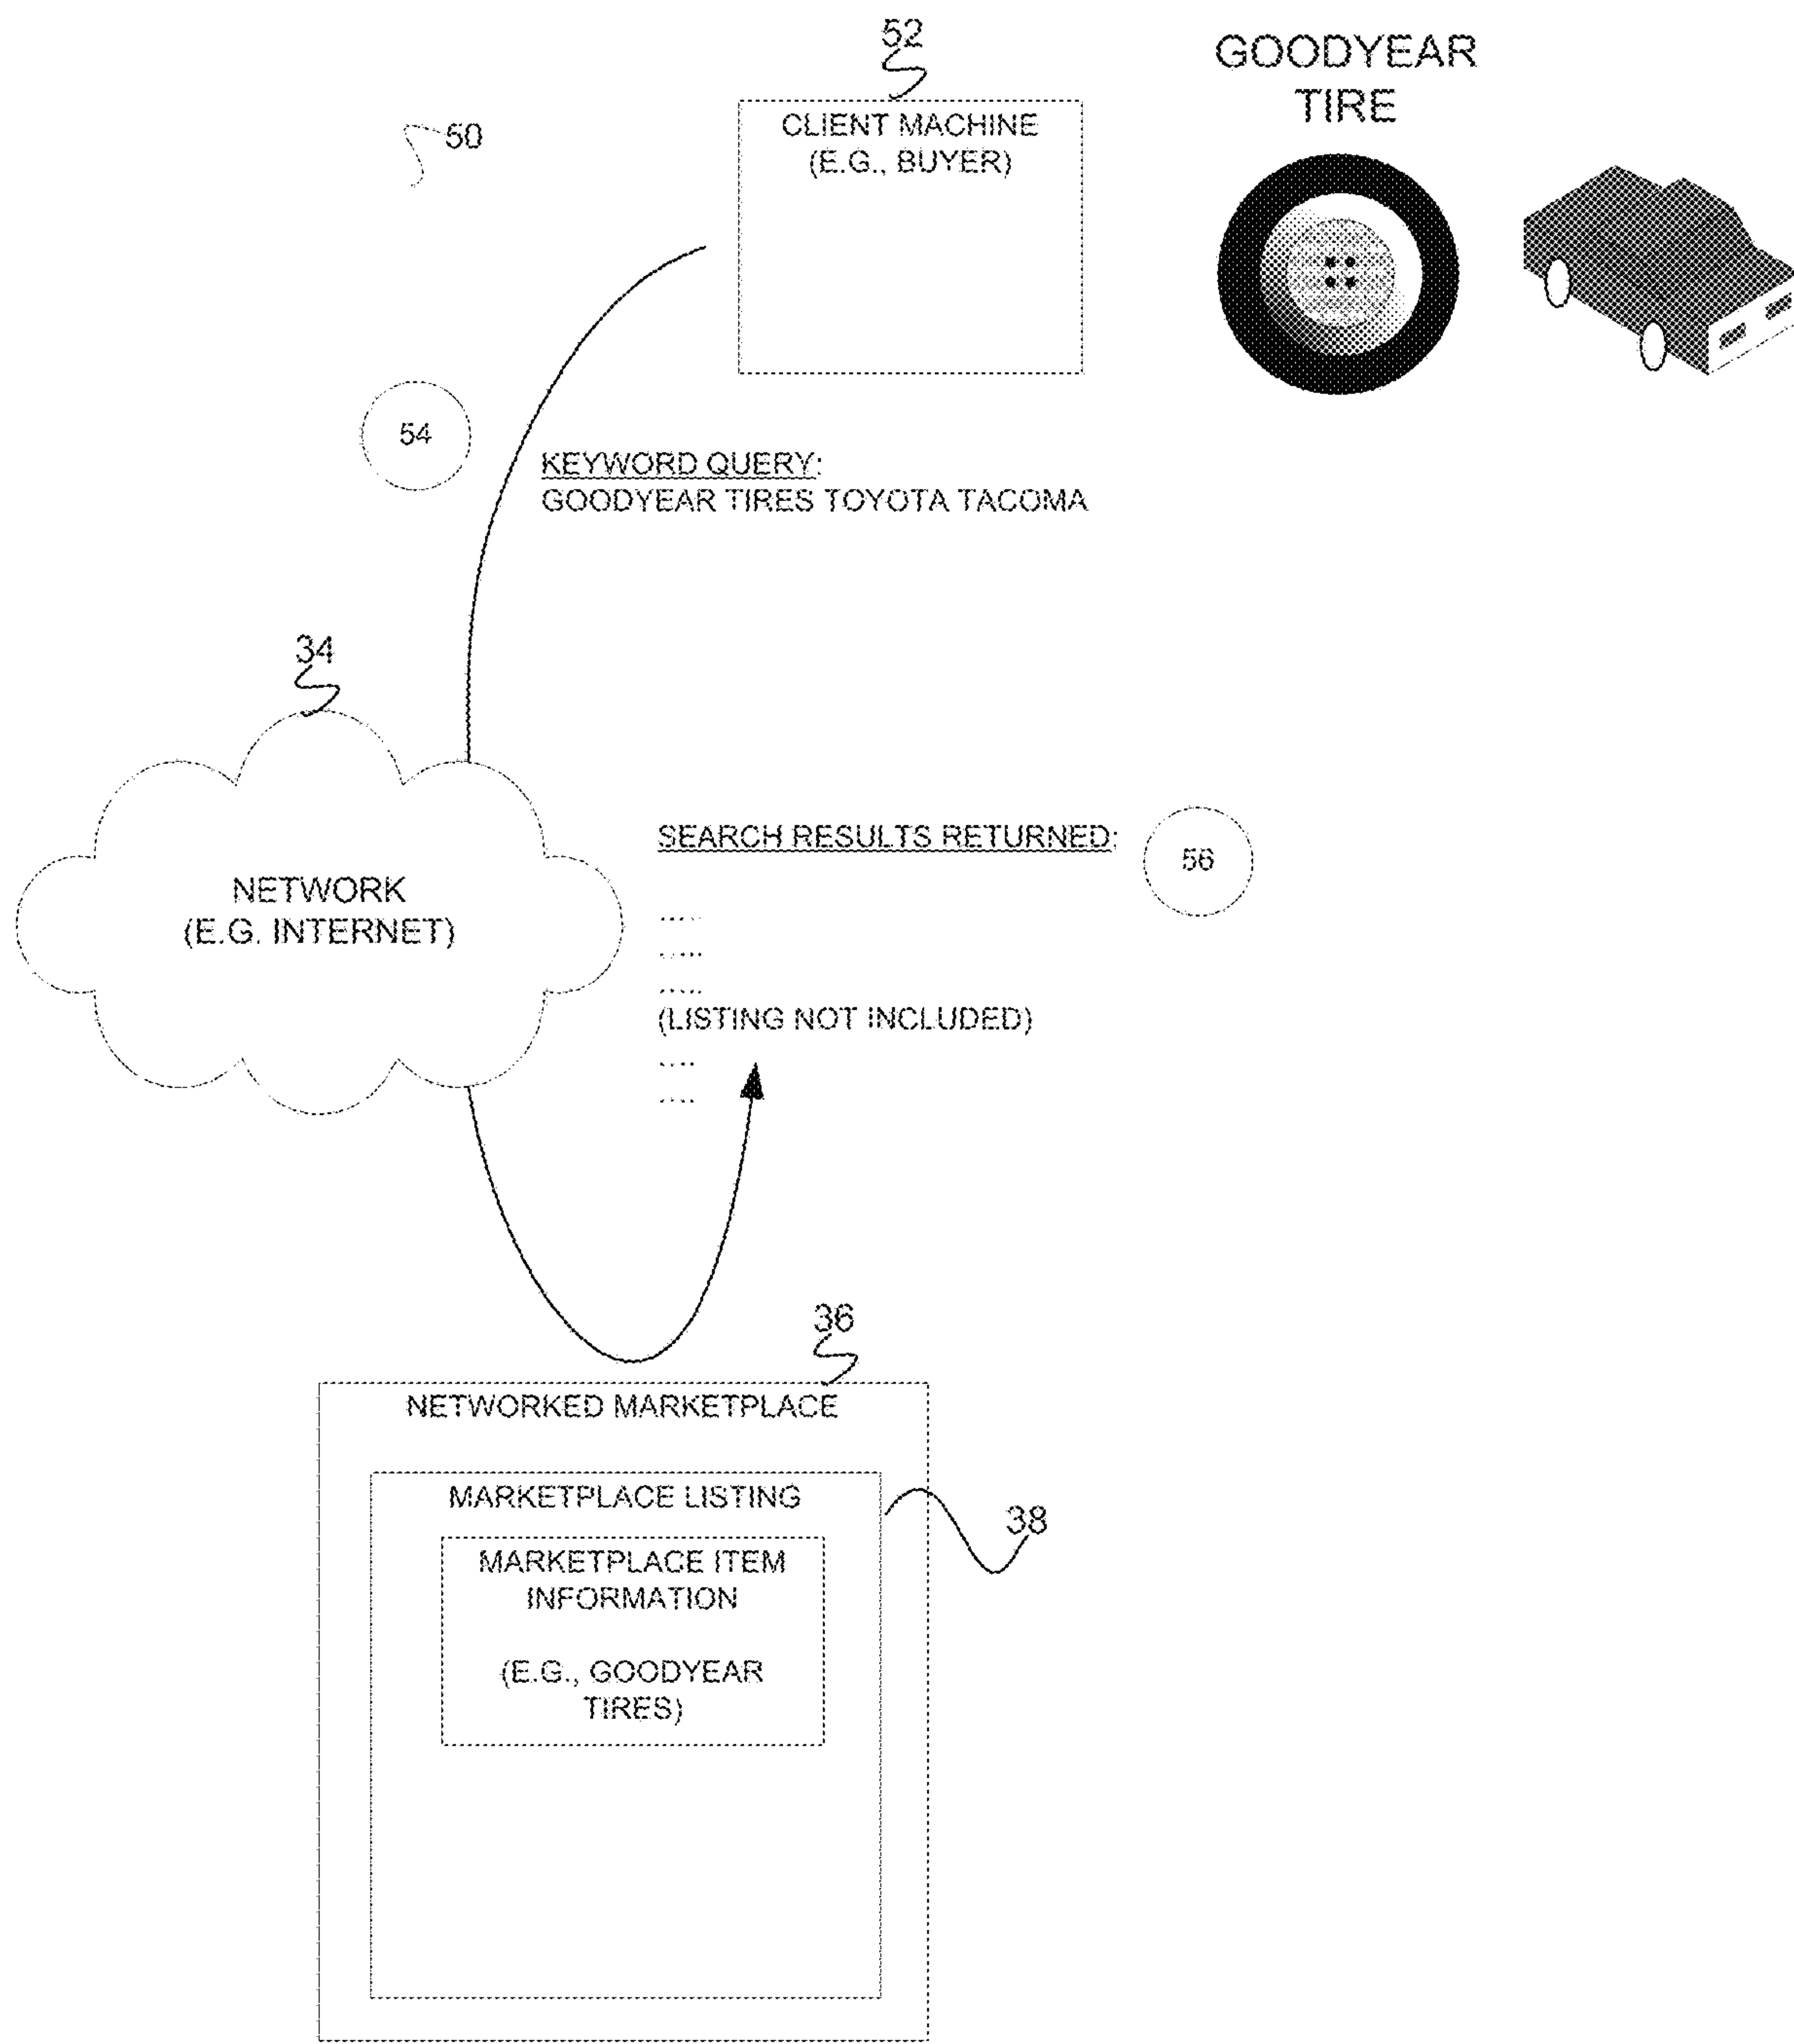 52
GOODYEAR
TIRE
50
CLIENT MACHINE
(E.G., BUYER)
54
KEYWORD QUERY:
GOODYEAR TIRES TOYOTA TACOMA
34
NETWORK
(E.G. INTERNET)
SEARCH RESULTS RETURNED:
56
.....
.....
.....
(LISTING NOT INCLUDED)
....
....
36
NETWORKED MARKETPLACE
MARKETPLACE LISTING
38
MARKETPLACE ITEM
INFORMATION
(E.G., GOODYEAR
TIRES)